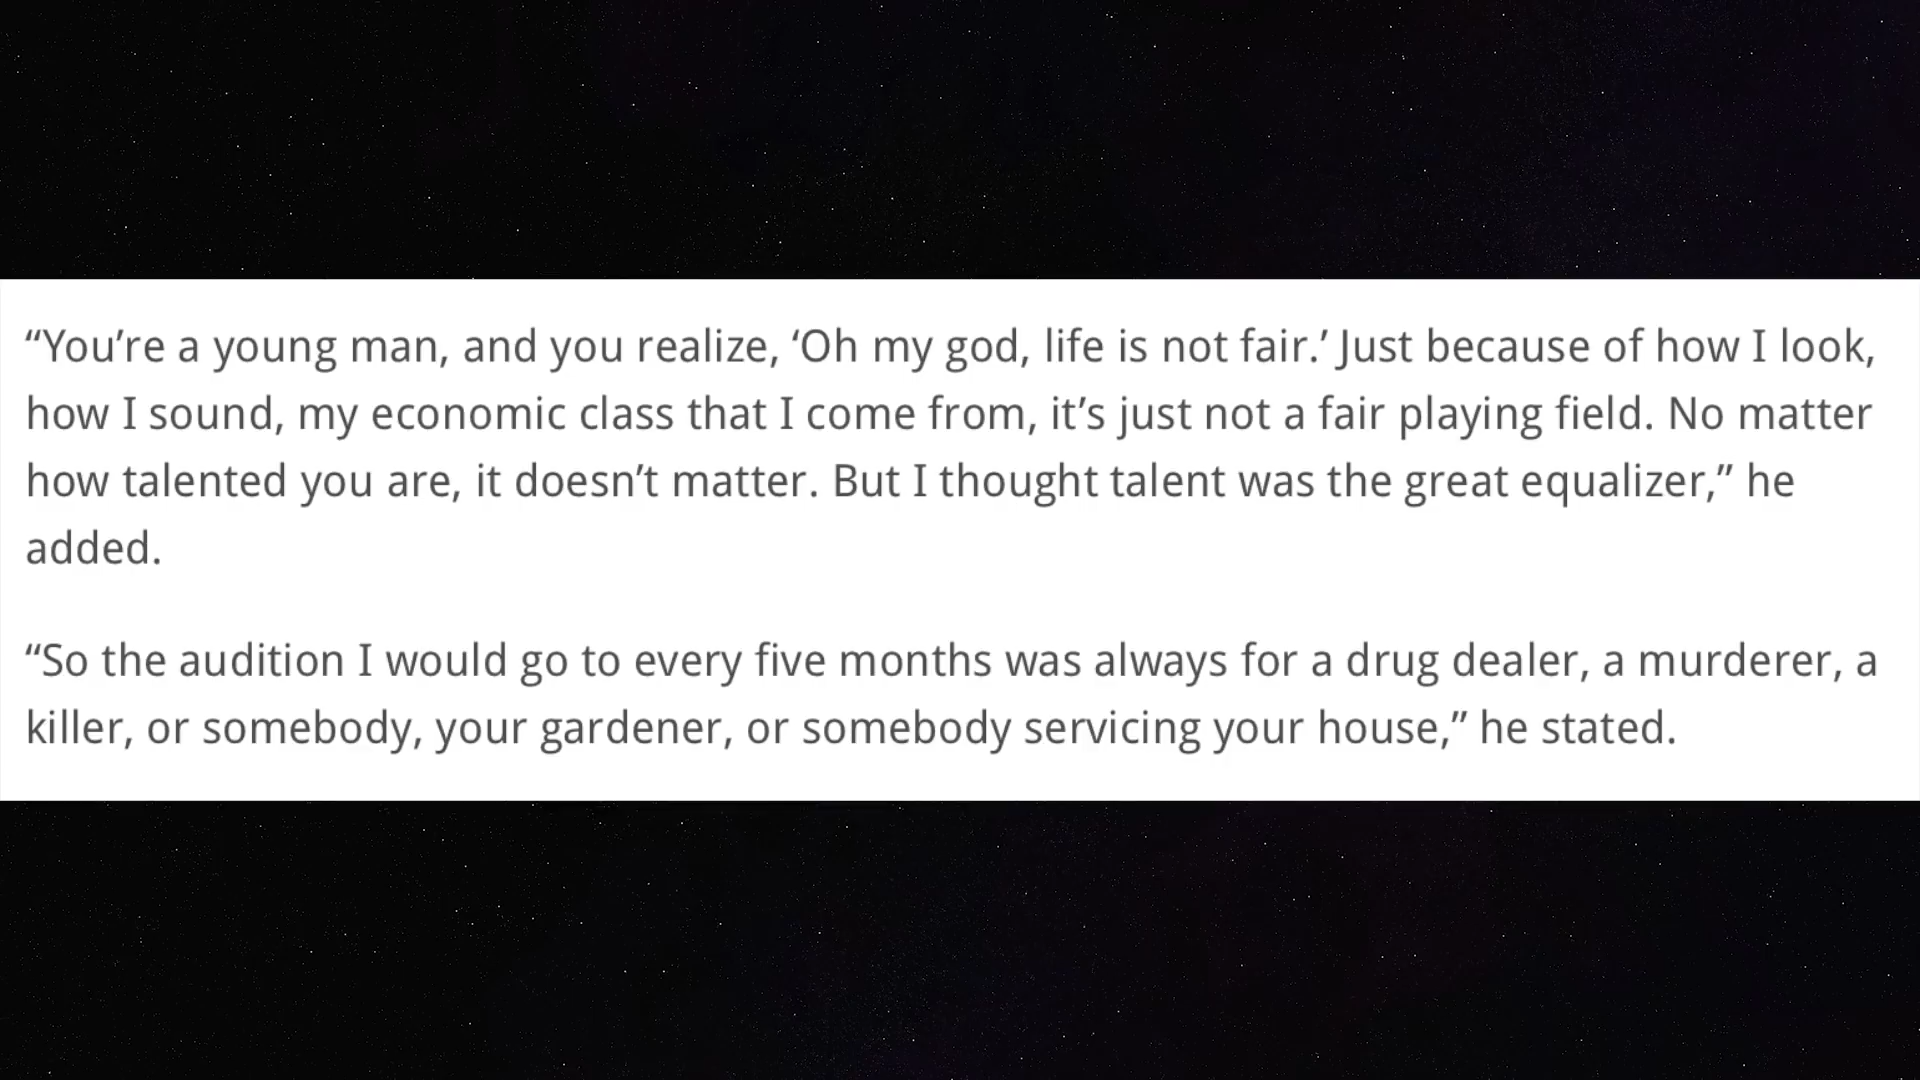 “You’re a young man, and you realize, ‘Oh my god, life is not fair.’ Just because of how I look,
how I sound, my economic class that I come from, it’s just not a fair playing field. No matter
how talented you are, it doesn’t matter. But I thought talent was the great equalizer,” he
added.
“So the audition I would go to every five months was always for a drug dealer, a murderer, a
killer, or somebody, your gardener, or somebody servicing your house,” he stated.